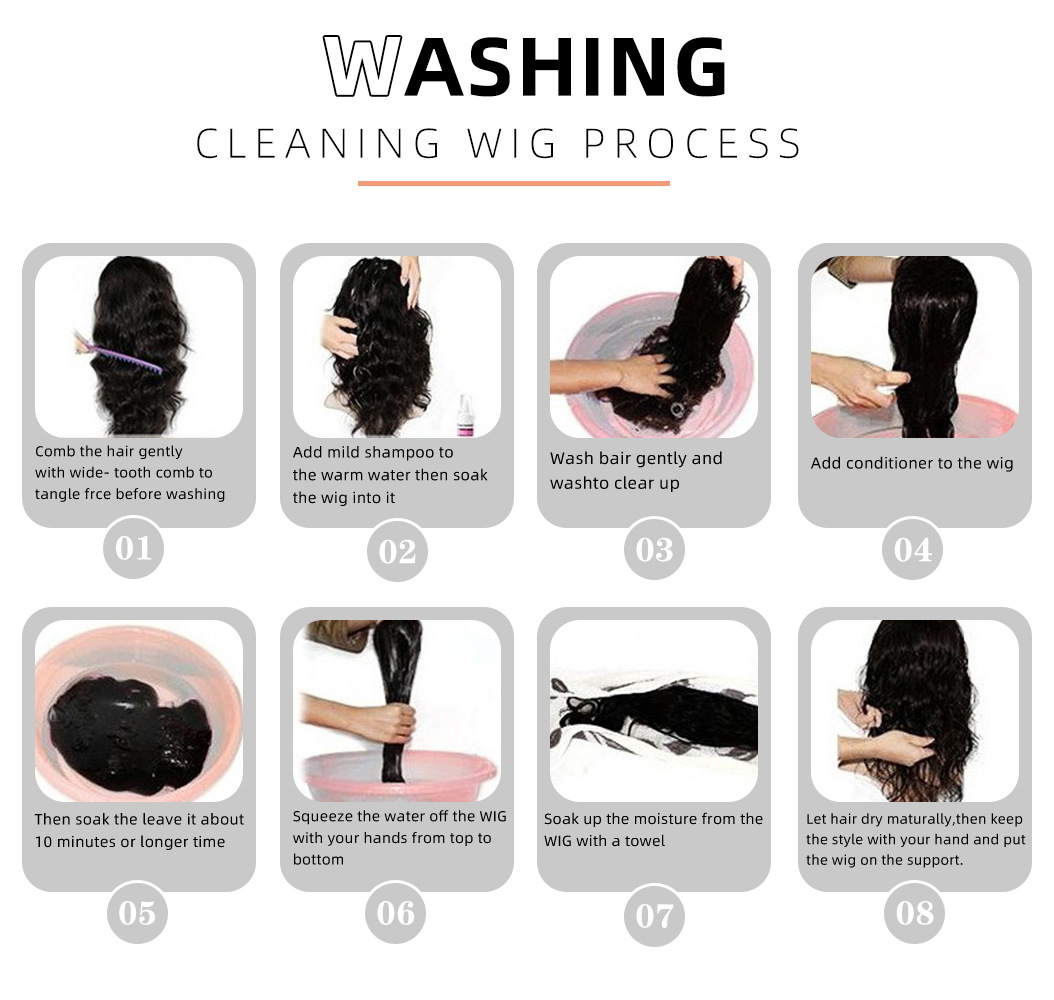 WASHING
CLEANING WIG PROCESS
Comb the hair gently
with wide- tooth comb to
tangle frce before washing
01
Add mild shampoo to
the warm water then soak
the wig into it
02
Wash bair gently and
washto clear up
03
Add conditioner to the wig
04
Then soak the leave it about
10 minutes or longer time
05
Squeeze the water off the WIG
with your hands from top to
bottom
06
Soak up the moisture from the
WIG with a towel
07
Let hair dry maturally,then keep
the style with your hand and put
the wig on the support.
08